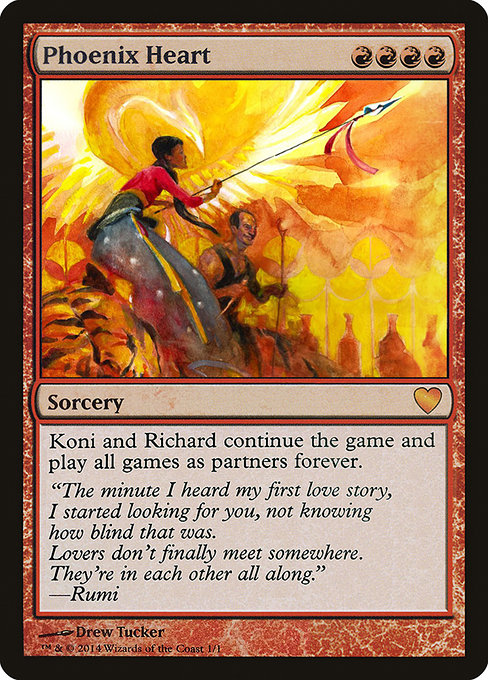 Phoenix Heart
Sorcery
Koni and Richard continue the game and
play all games as partners forever.
“The minute I heard my first love story,
I started looking for you, not knowing
how blind that was.
Lovers don’t finally meet somewhere.
They’re in each other all along.”
—Rumi
Drew Tucker
™ & © 2014 Wizards of the Coast 1/1